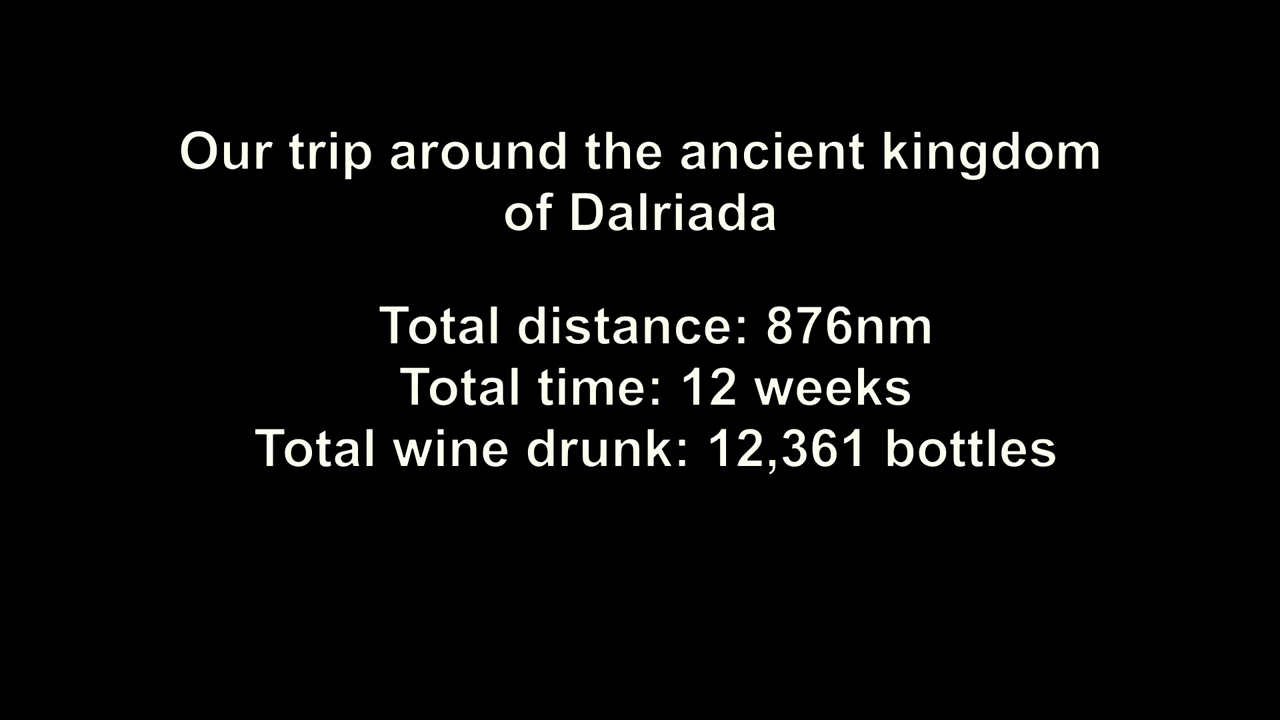 Our trip around the ancient kingdom
of Dalriada
Total distance: 876nm
Total time: 12 weeks
Total wine drunk: 12,361 bottles